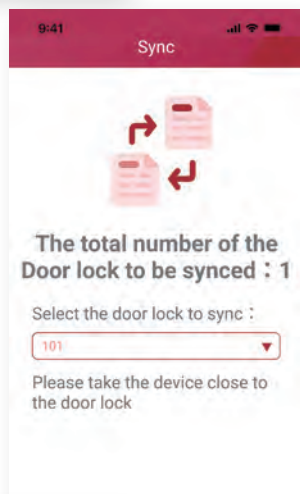 9:41
Sync
The total number of the
Door lock to be synced：1
Select the door lock to sync：
101
Please take the device close to
the door lock